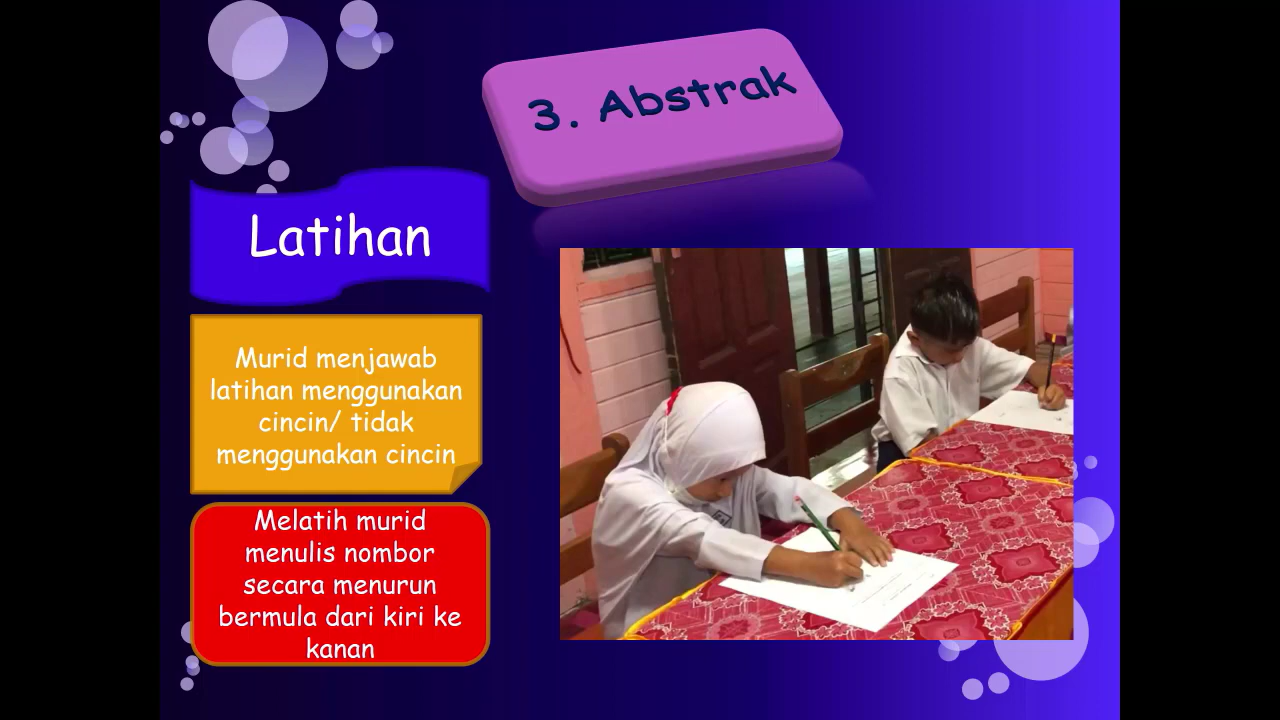 3. Abstrak
Latihan
Murid menjawab
latihan menggunakan
cincin/ tidak
menggunakan cincin
Melatih murid
menulis nombor
secara menurun
bermula dari kiri ke
kanan